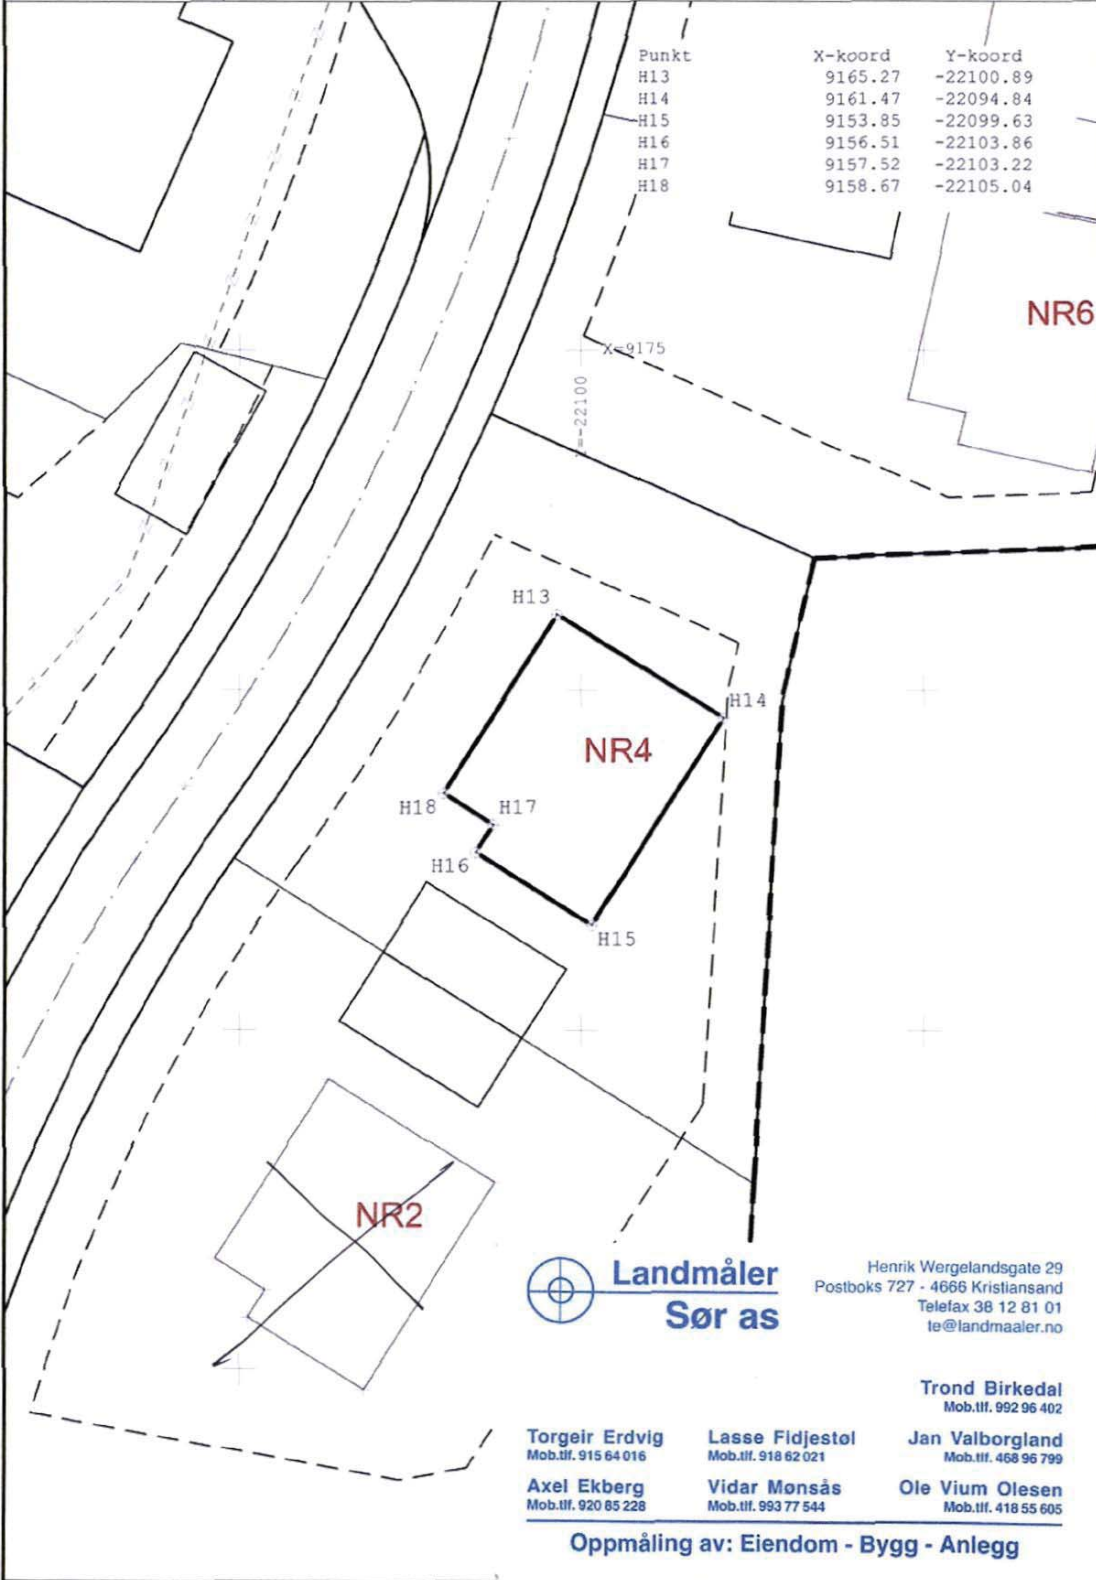 Punkt X-koord Y-koord
H13 9165.27 -22100.89
H14 9161.47 -22094.84
H15 9153.85 -22099.63
H16 9156.51 -22103.86
H17 9157.52 -22103.22
H18 9158.67 -22105.04
NR6
X=9175
=-22100
H13
H14
NR4
H18
H17
H16
H15
NR2
Landmåler
Sør as
Henrik Wergelandsgate 29
Postboks 727 - 4666 Kristiansand
Telefax 38 12 81 01
te@landmaaler.no
Trond Birkedal
Mob.tlf. 992 96 402
Torgeir Erdvig Lasse Fidjestøl Jan Valborgland
Mob.tlf. 915 64 016 Mob.tlf. 918 62 021 Mob.tlf. 468 96 799
Axel Ekberg Vidar Mønsås Ole Vium Olesen
Mob.tlf. 920 85 228 Mob.tlf. 993 77 544 Mob.tlf. 418 55 605
Oppmåling av: Eiendom - Bygg - Anlegg